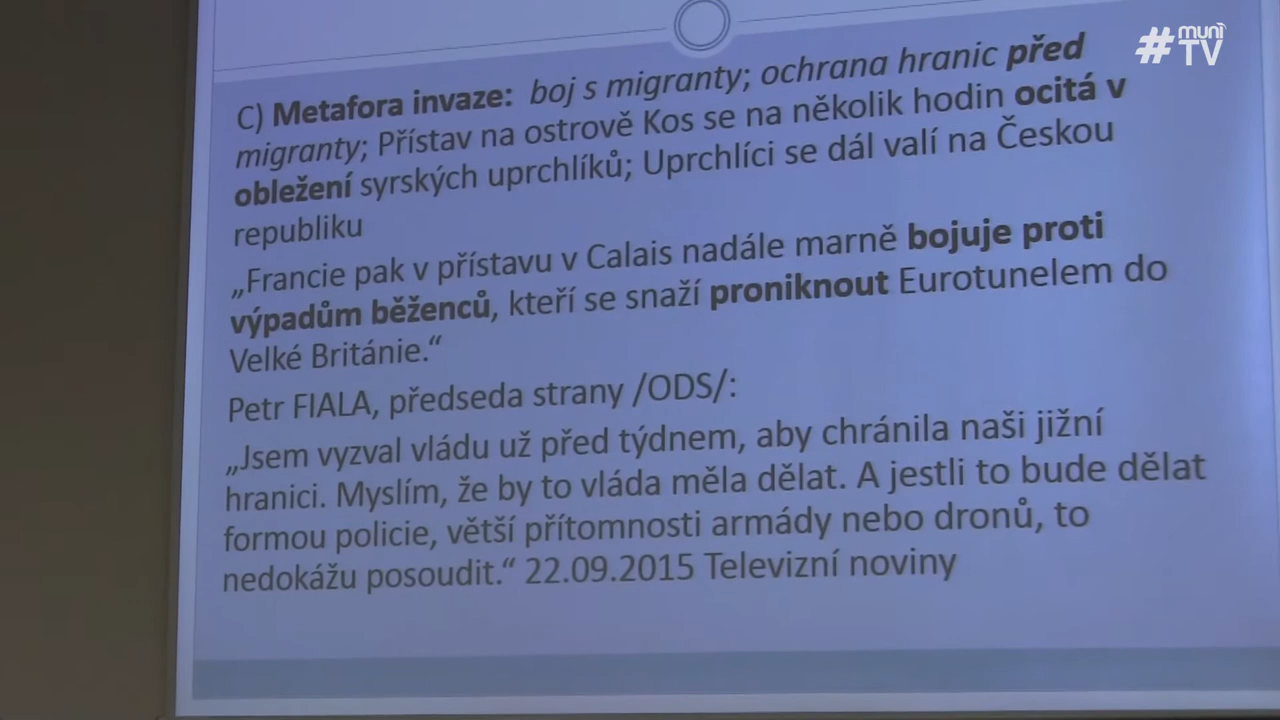 #muni TV
C) Metafora invaze: boj s migranty; ochrana hranic před
migranty; Přístav na ostrově Kos se na několik hodin ocitá v
obležení syrských uprchlíků; Uprchlíci se dál valí na Českou
republiku
„Francie pak v přístavu v Calais nadále marně bojuje proti
výpadům běženců, kteří se snaží proniknout Eurotunelem do
Velké Británie.“
Petr FIALA, předseda strany /ODS/:
„Jsem vyzval vládu už před týdnem, aby chránila naši jižní
hranici. Myslím, že by to vláda měla dělat. A jestli to bude dělat
formou policie, větší přítomnosti armády nebo dronů, to
nedokážu posoudit.“ 22.09.2015 Televizní noviny